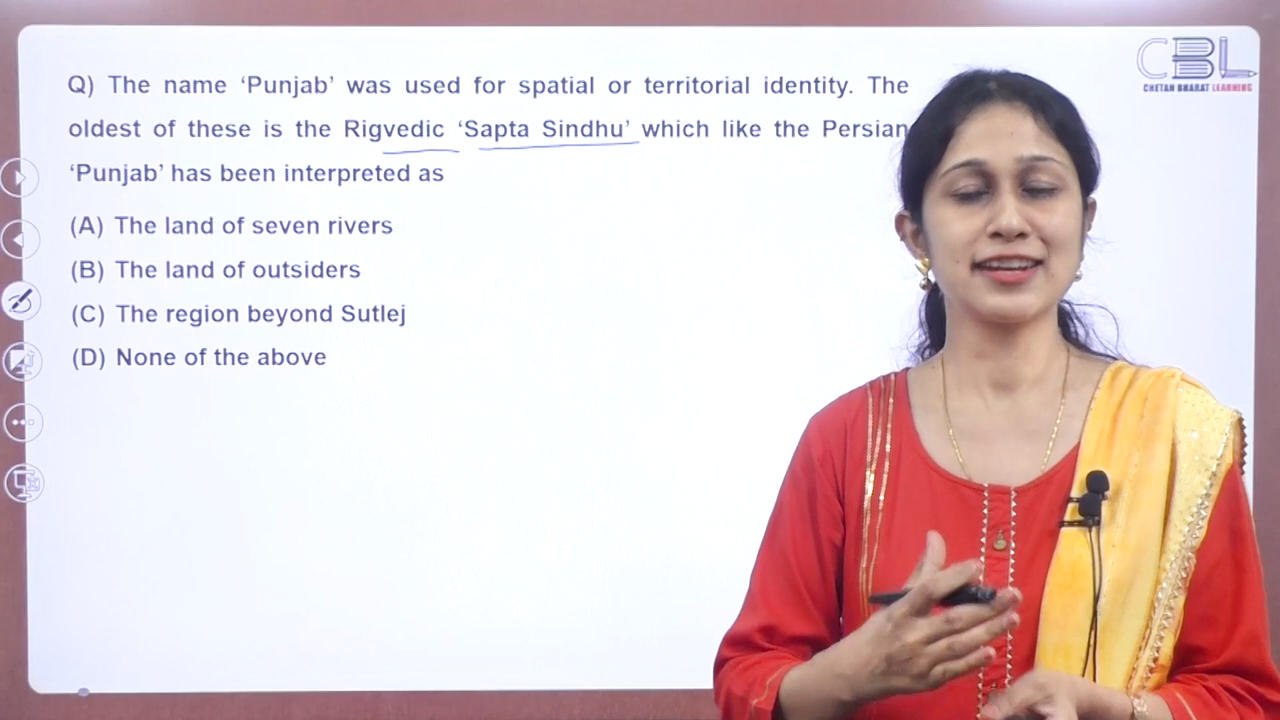 CBL
CHETAN BHARAT LEARNING
Q) The name ‘Punjab’ was used for spatial or territorial identity. The
oldest of these is the Rigvedic ‘Sapta Sindhu’ which like the Persian
‘Punjab’ has been interpreted as
(A) The land of seven rivers
(B) The land of outsiders
(C) The region beyond Sutlej
(D) None of the above